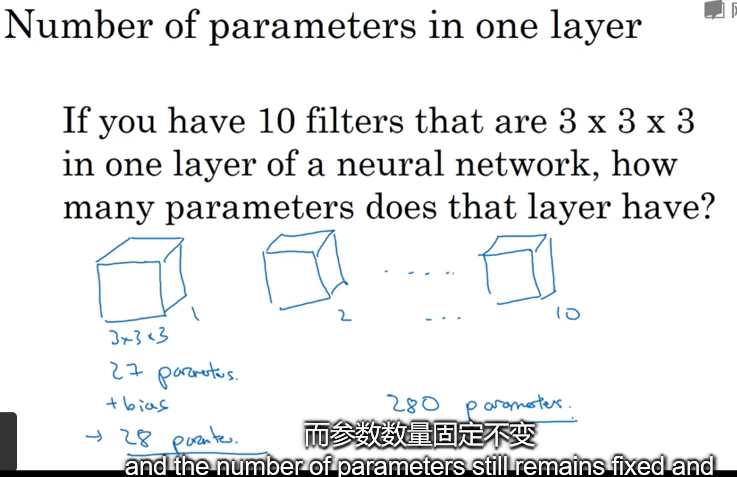 Number of parameters in one layer
If you have 10 filters that are 3 x 3 x 3
in one layer of a neural network, how
many parameters does that layer have?
1
2
10
3x3x3
27 parameters.
+bias
280 parameters.
→ 28 
而参数数量固定不变
and the number of parameters still remains fixed and